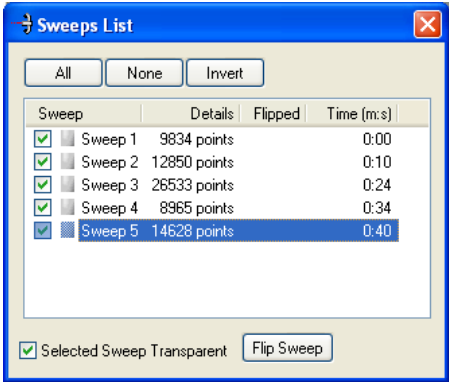 Sweeps List
All None Invert
Sweep Details Flipped Time (m:s)
Sweep 1 9834 points 0:00
Sweep 2 12850 points 0:10
Sweep 3 26533 points 0:24
Sweep 4 8965 points 0:34
Sweep 5 14628 points 0:40
Selected Sweep Transparent Flip Sweep